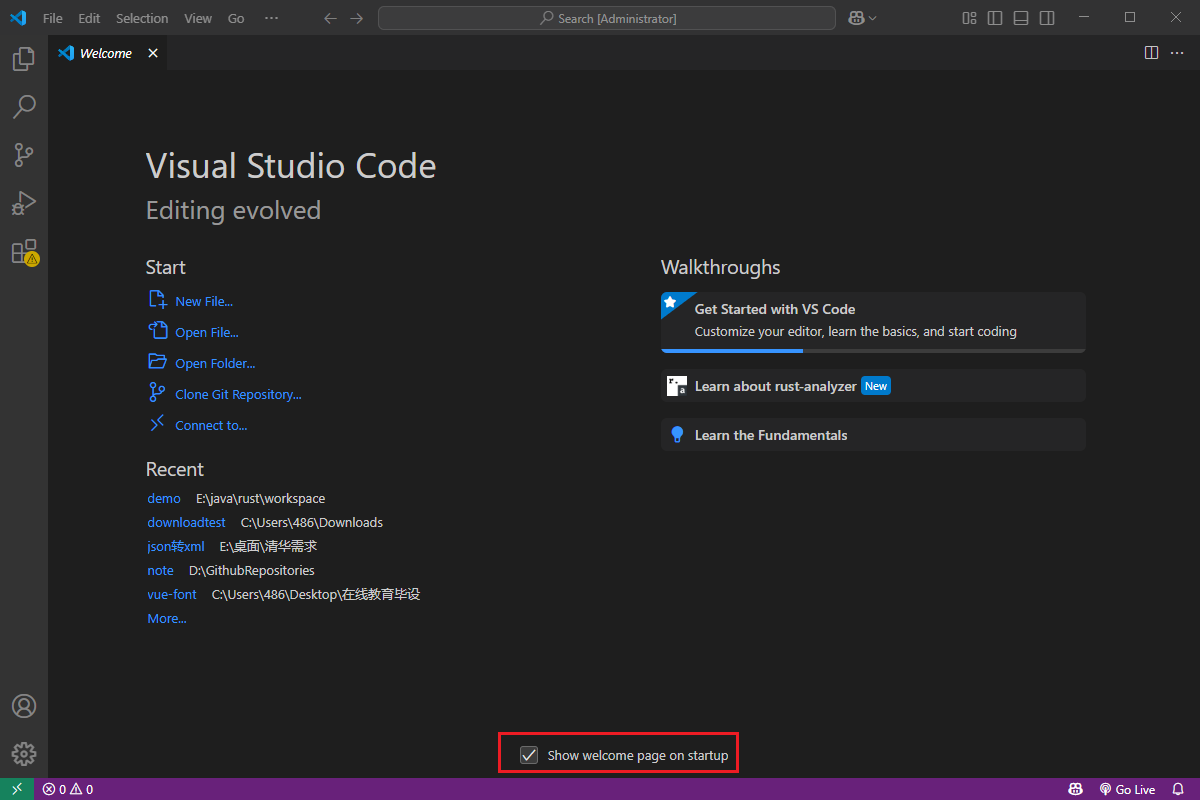 File Edit Selection View Go ··· Search [Administrator]
Welcome
Visual Studio Code
Editing evolved
Start
New File...
Open File...
Open Folder...
Clone Git Repository...
Connect to...
Recent
demo E:\java\rust\workspace
downloadtest C:\Users\486\Downloads
json转xml E:\桌面\清华需求
note D:\GithubRepositories
vue-font C:\Users\486\Desktop\在线教育毕设
More...
Walkthroughs
Get Started with VS Code
Customize your editor, learn the basics, and start coding
r.. a
Learn about rust-analyzer New
Learn the Fundamentals
Show welcome page on startup
0 0 Go Live